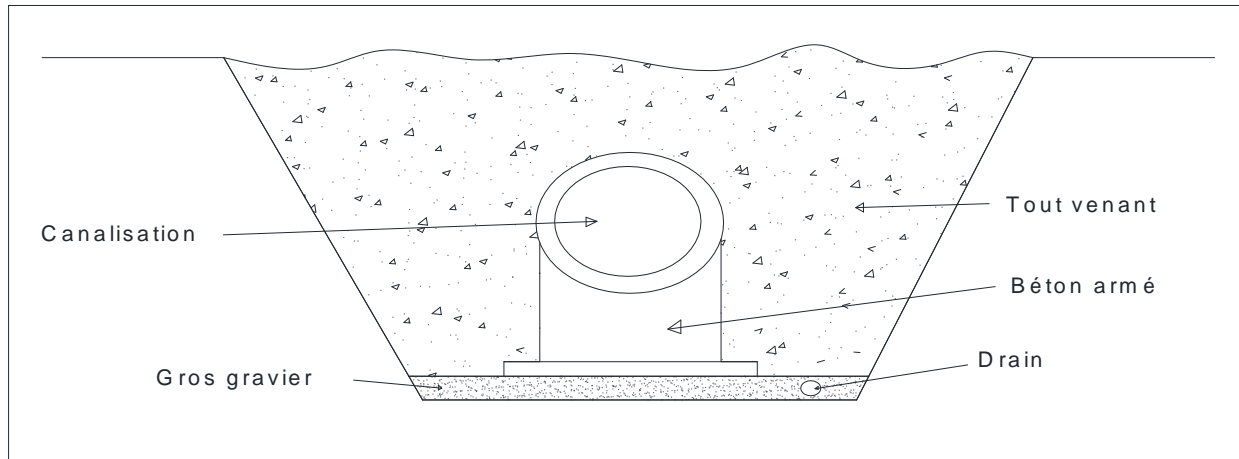 Tout venant
Canalisation
Béton armé
Drain
Gros gravier